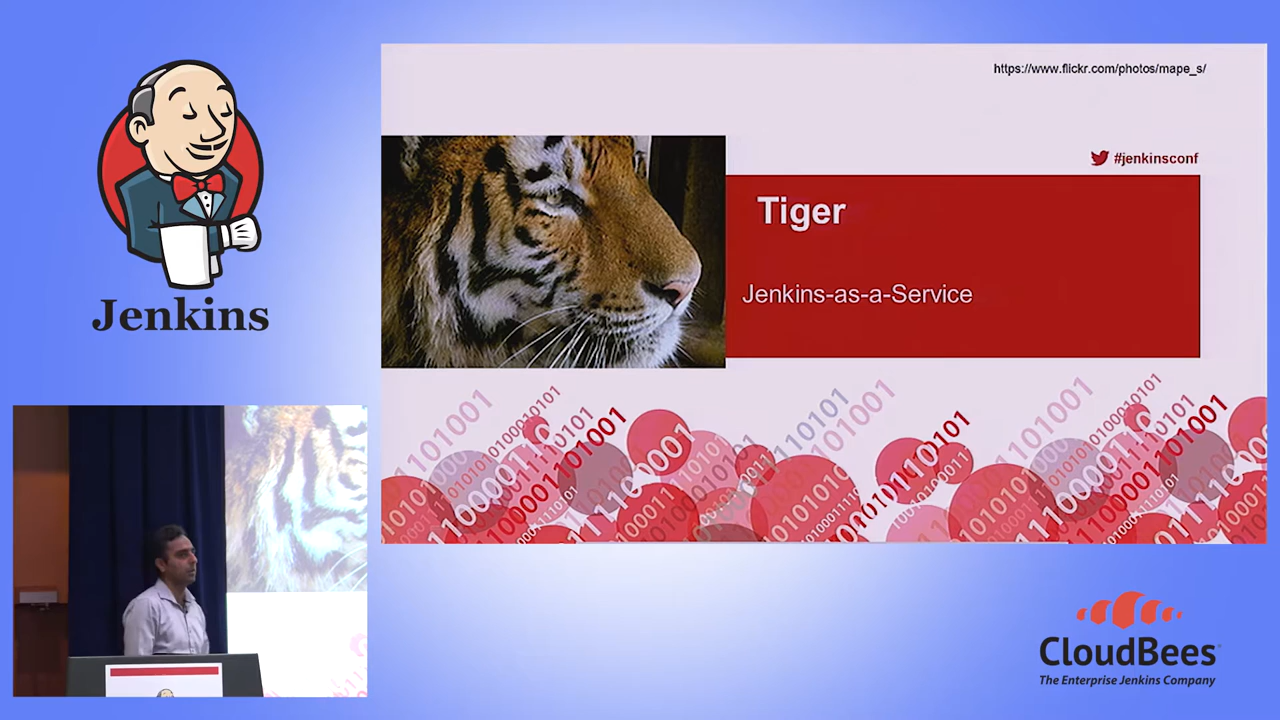 Jenkins
https://www.flickr.com/photos/mape_s/
#jenkinsconf
Tiger
Jenkins-as-a-Service
CloudBees
The Enterprise Jenkins Company